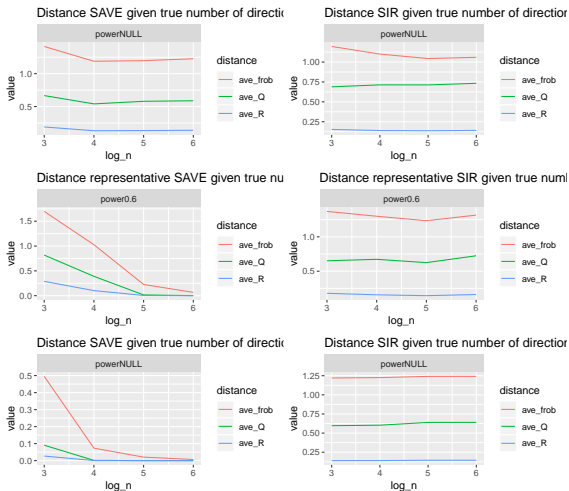 Distance SAVE given true number of directic
powerNULL
value
1.0
0.5
3 4 5 6
log_n
distance
ave_frob
ave_Q
ave_R
Distance SIR given true number of direction
powerNULL
value
1.00
0.75
0.50
0.25
3 4 5 6
log_n
distance
ave_frob
ave_Q
ave_R
Distance representative SAVE given true nu
power0.6
value
1.5
1.0
0.5
0.0
3 4 5 6
log_n
distance
ave_frob
ave_Q
ave_R
Distance representative SIR given true numb
power0.6
value
1.0
0.5
3 4 5 6
log_n
distance
ave_frob
ave_Q
ave_R
Distance SAVE given true number of directic
powerNULL
value
0.5
0.4
0.3
0.2
0.1
0.0
3 4 5 6
log_n
distance
ave_frob
ave_Q
ave_R
Distance SIR given true number of direction
powerNULL
value
1.25
1.00
0.75
0.50
0.25
3 4 5 6
log_n
distance
ave_frob
ave_Q
ave_R